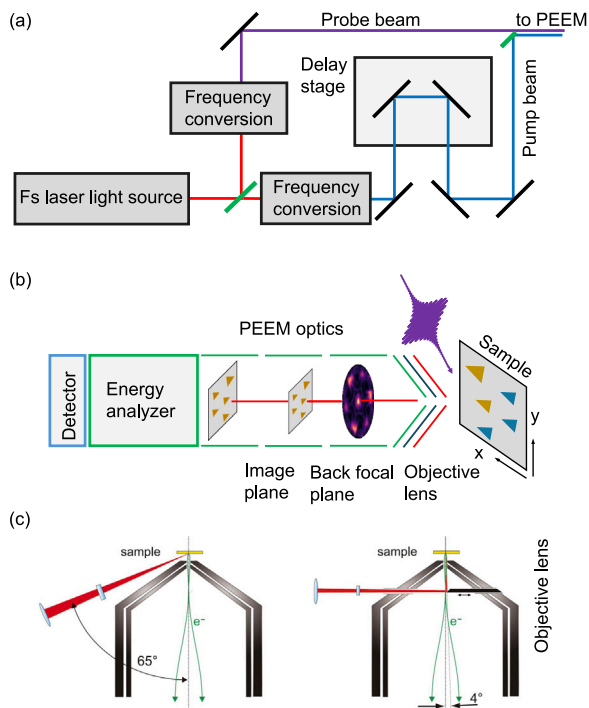 (a)
Probe beam
to PEEM
Delay
stage
Pump beam
Frequency
conversion
Fs laser light source
Frequency
conversion
(b)
PEEM optics
Sample
Detector
Energy
analyzer
y
x
Image
plane
Back focal
plane
Objective
lens
(c)
sample
65°
e⁻
sample
e⁻
4°
Objective lens